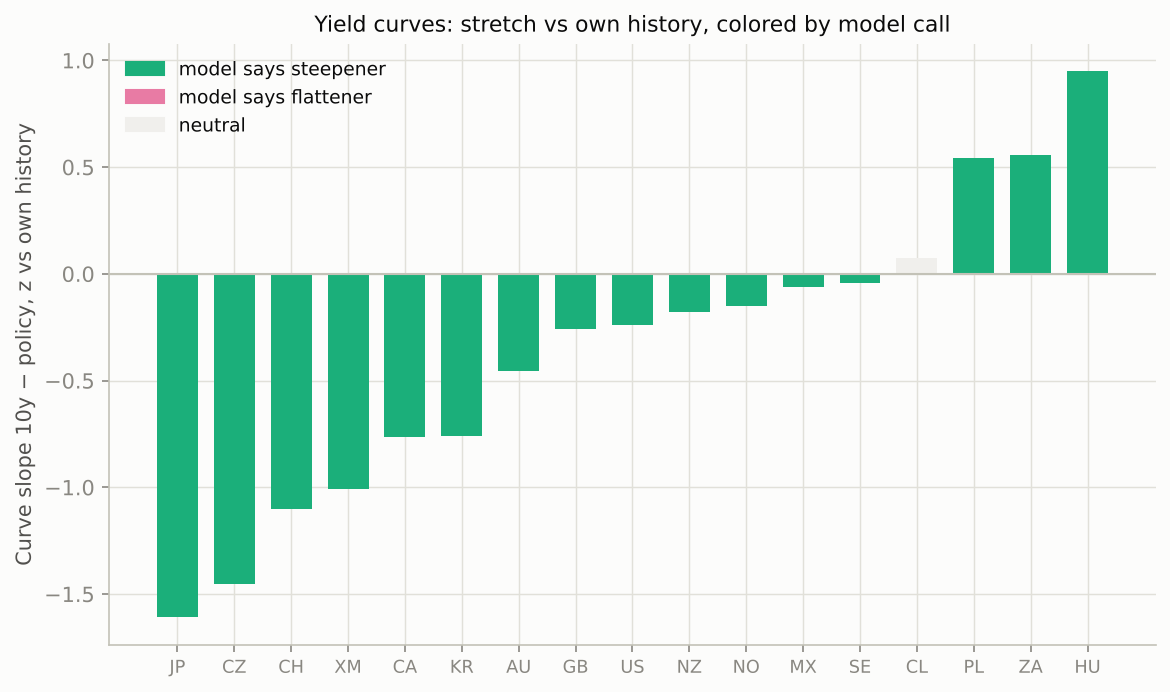 Yield curves: stretch vs own history, colored by model call
model says steepener
model says flattener
neutral
Curve slope 10y − policy, z vs own history
1.0
0.5
0.0
−0.5
−1.0
−1.5
JP CZ CH XM CA KR AU GB US NZ NO MX SE CL PL ZA HU